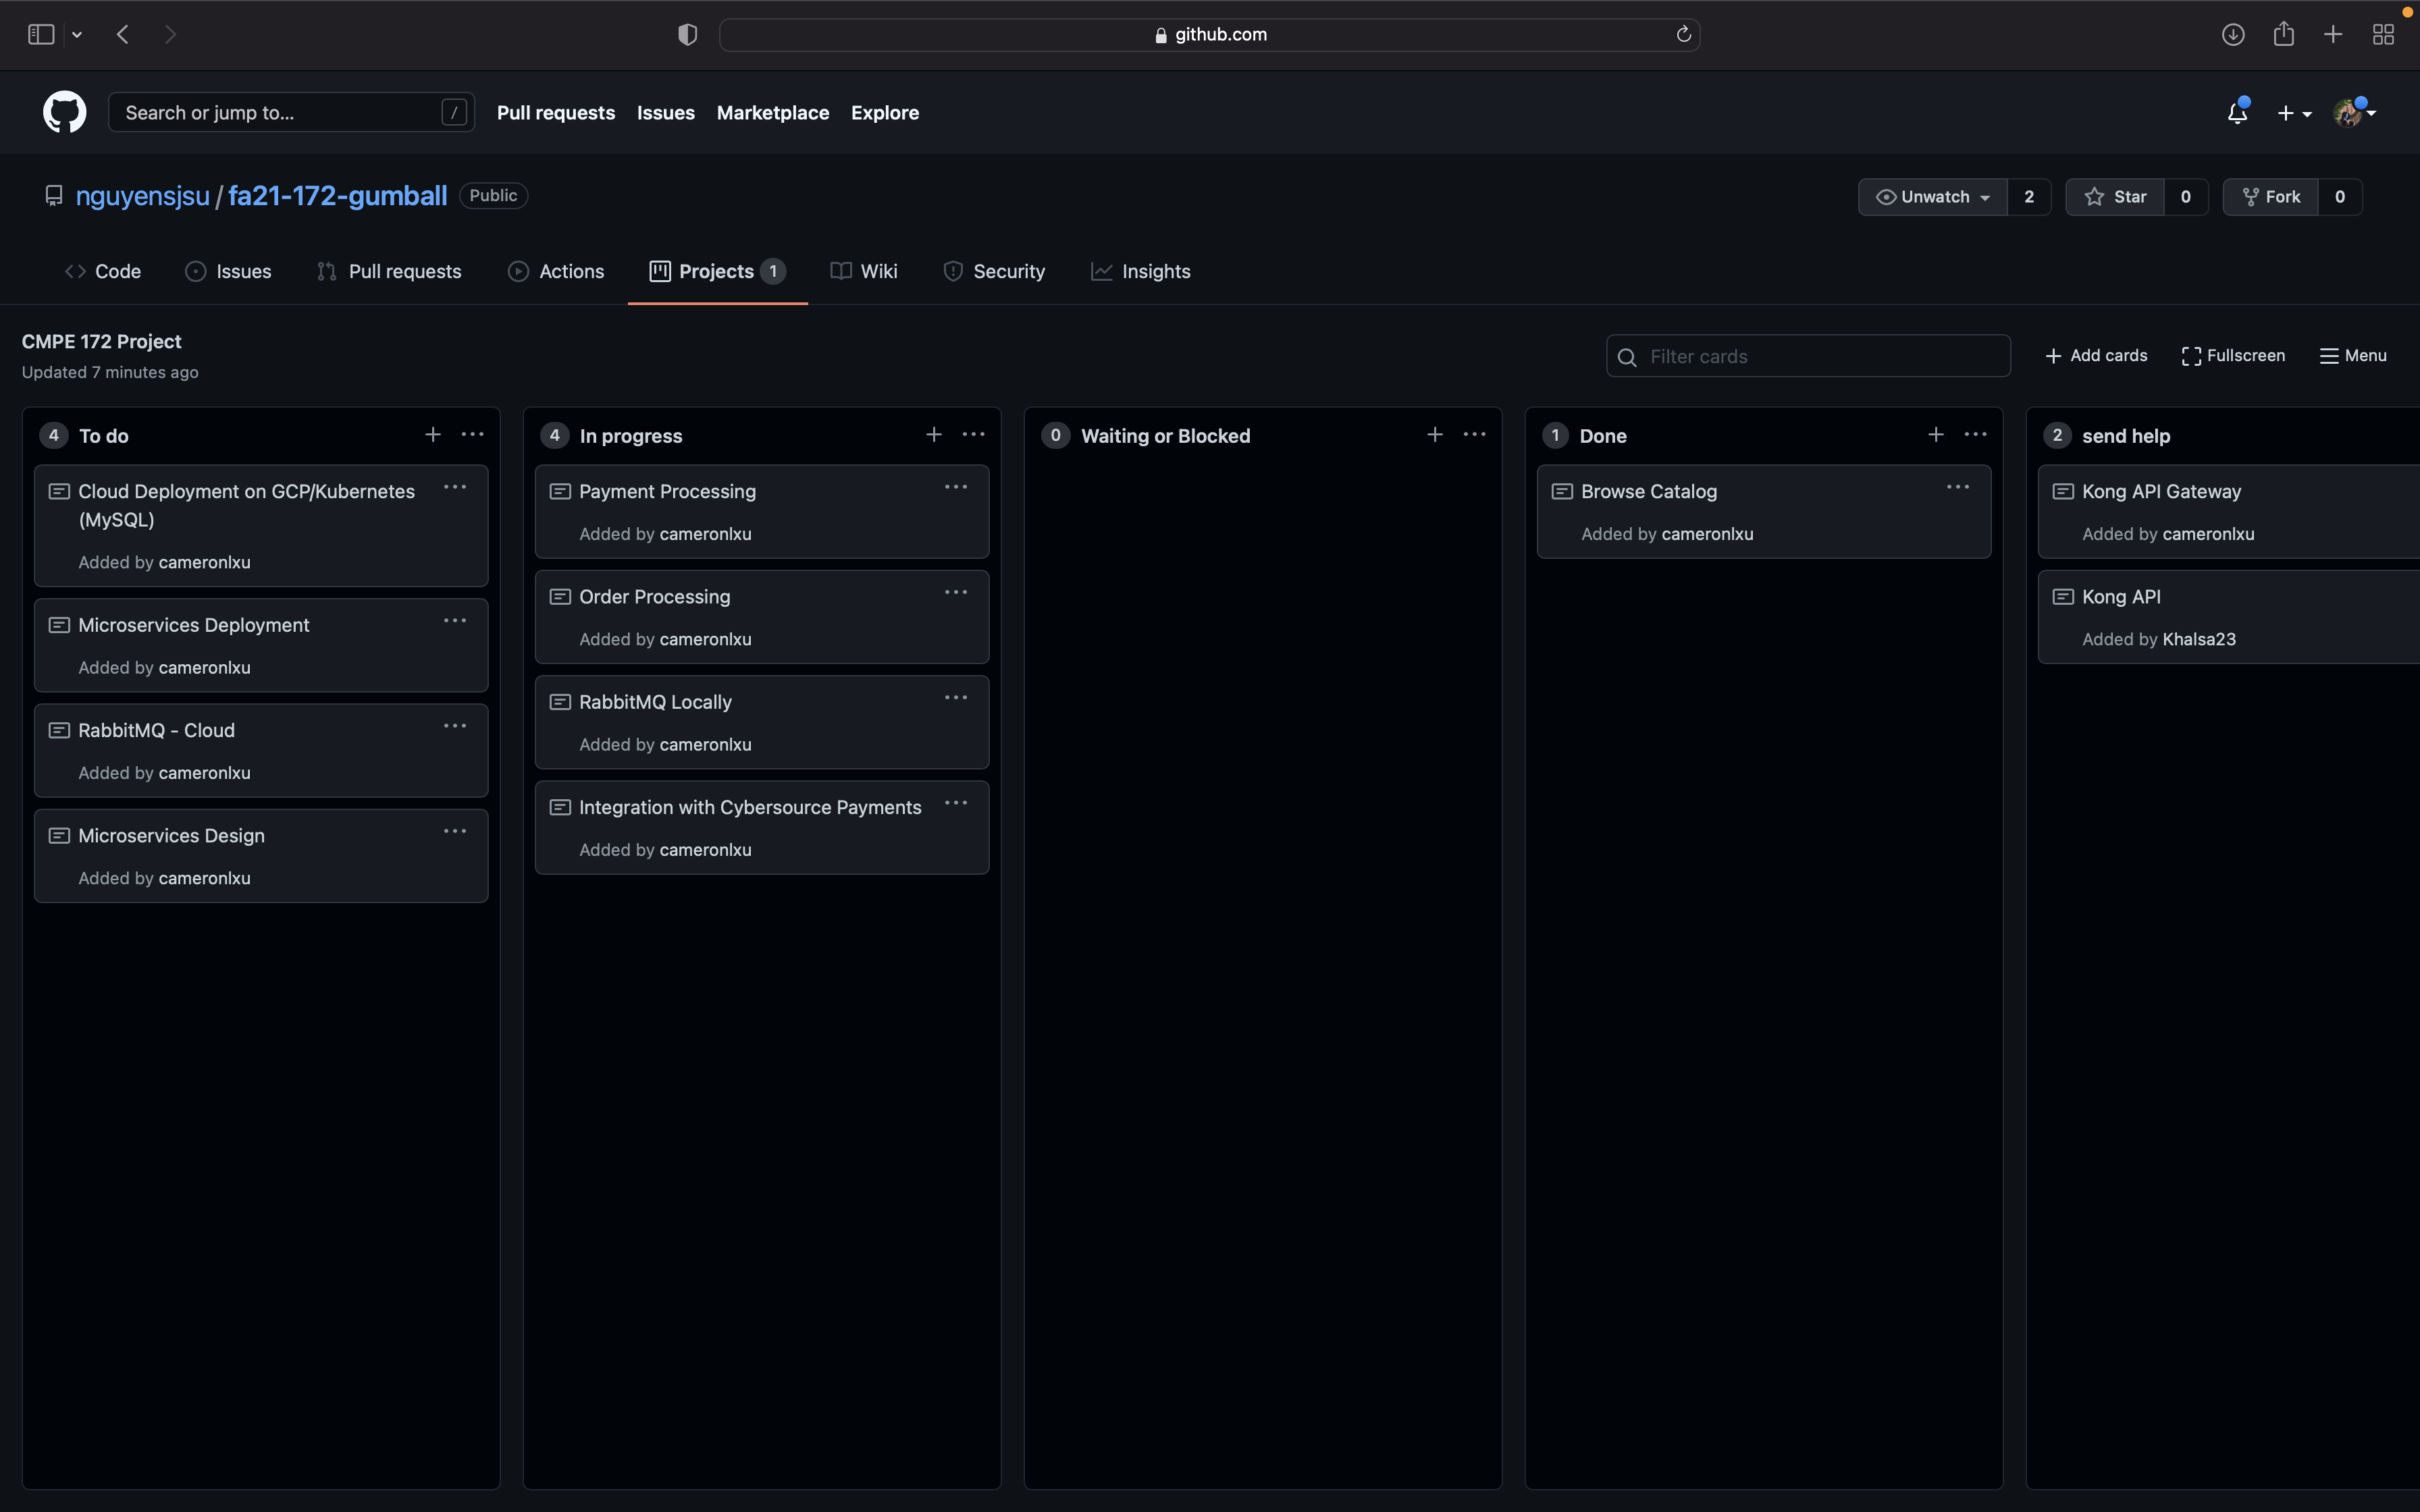 github.com
Search or jump to... /
Pull requests Issues Marketplace Explore
nguyensjsu / fa21-172-gumball Public
Unwatch 2 Star 0 Fork 0
Code Issues Pull requests Actions Projects 1 Wiki Security Insights
CMPE 172 Project
Updated 7 minutes ago
Filter cards
+ Add cards Fullscreen Menu
4 To do + ...
Cloud Deployment on GCP/Kubernetes ...
(MySQL)
Added by cameronlxu
Microservices Deployment ...
Added by cameronlxu
RabbitMQ - Cloud ...
Added by cameronlxu
Microservices Design ...
Added by cameronlxu
4 In progress + ...
Payment Processing ...
Added by cameronlxu
Order Processing ...
Added by cameronlxu
RabbitMQ Locally ...
Added by cameronlxu
Integration with Cybersource Payments ...
Added by cameronlxu
0 Waiting or Blocked + ...
1 Done + ...
Browse Catalog ...
Added by cameronlxu
2 send help
Kong API Gateway
Added by cameronlxu
Kong API
Added by Khalsa23